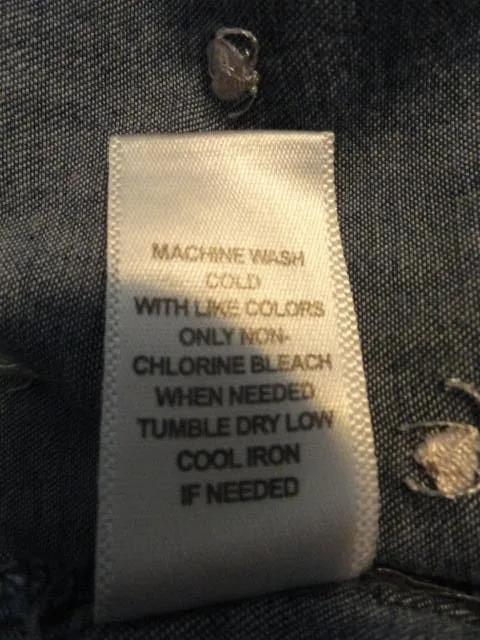 MACHINE WASH
COLD
WITH LIKE COLORS
ONLY NON-
CHLORINE BLEACH
WHEN NEEDED
TUMBLE DRY LOW
COOL IRON
IF NEEDED